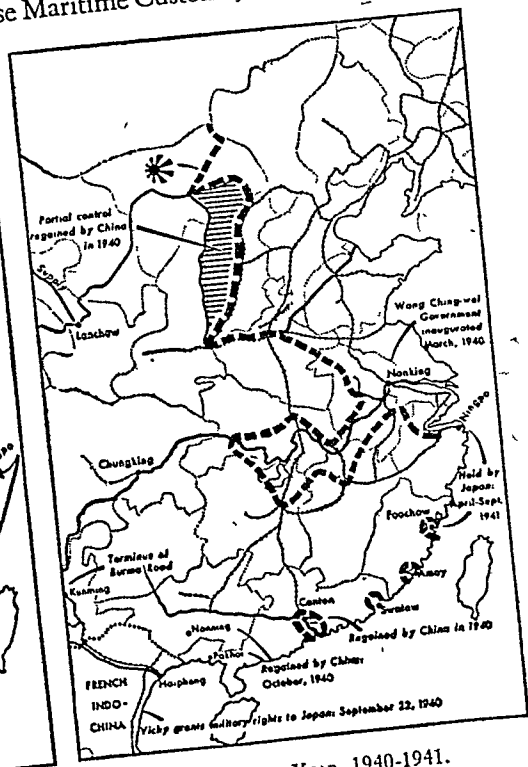 se Maritime Custom
Partial control
regained by China
in 1940
Supply
Lanchow
Wang Ching-wei
Government
inaugurated
March, 1940
Nanking
Ningpo
Chungking
Held by
Japan:
April-Sept.
1941
Foochow
Amoy
Terminus of
Burma Road
Kunming
Canton
Swatow
Nanning
Regained by China in 1940
Pakhoi
Regained by China:
October, 1940
FRENCH
INDO-
CHINA
Haiphong
Vichy grants military rights to Japan: September 22, 1940
1940-1941.